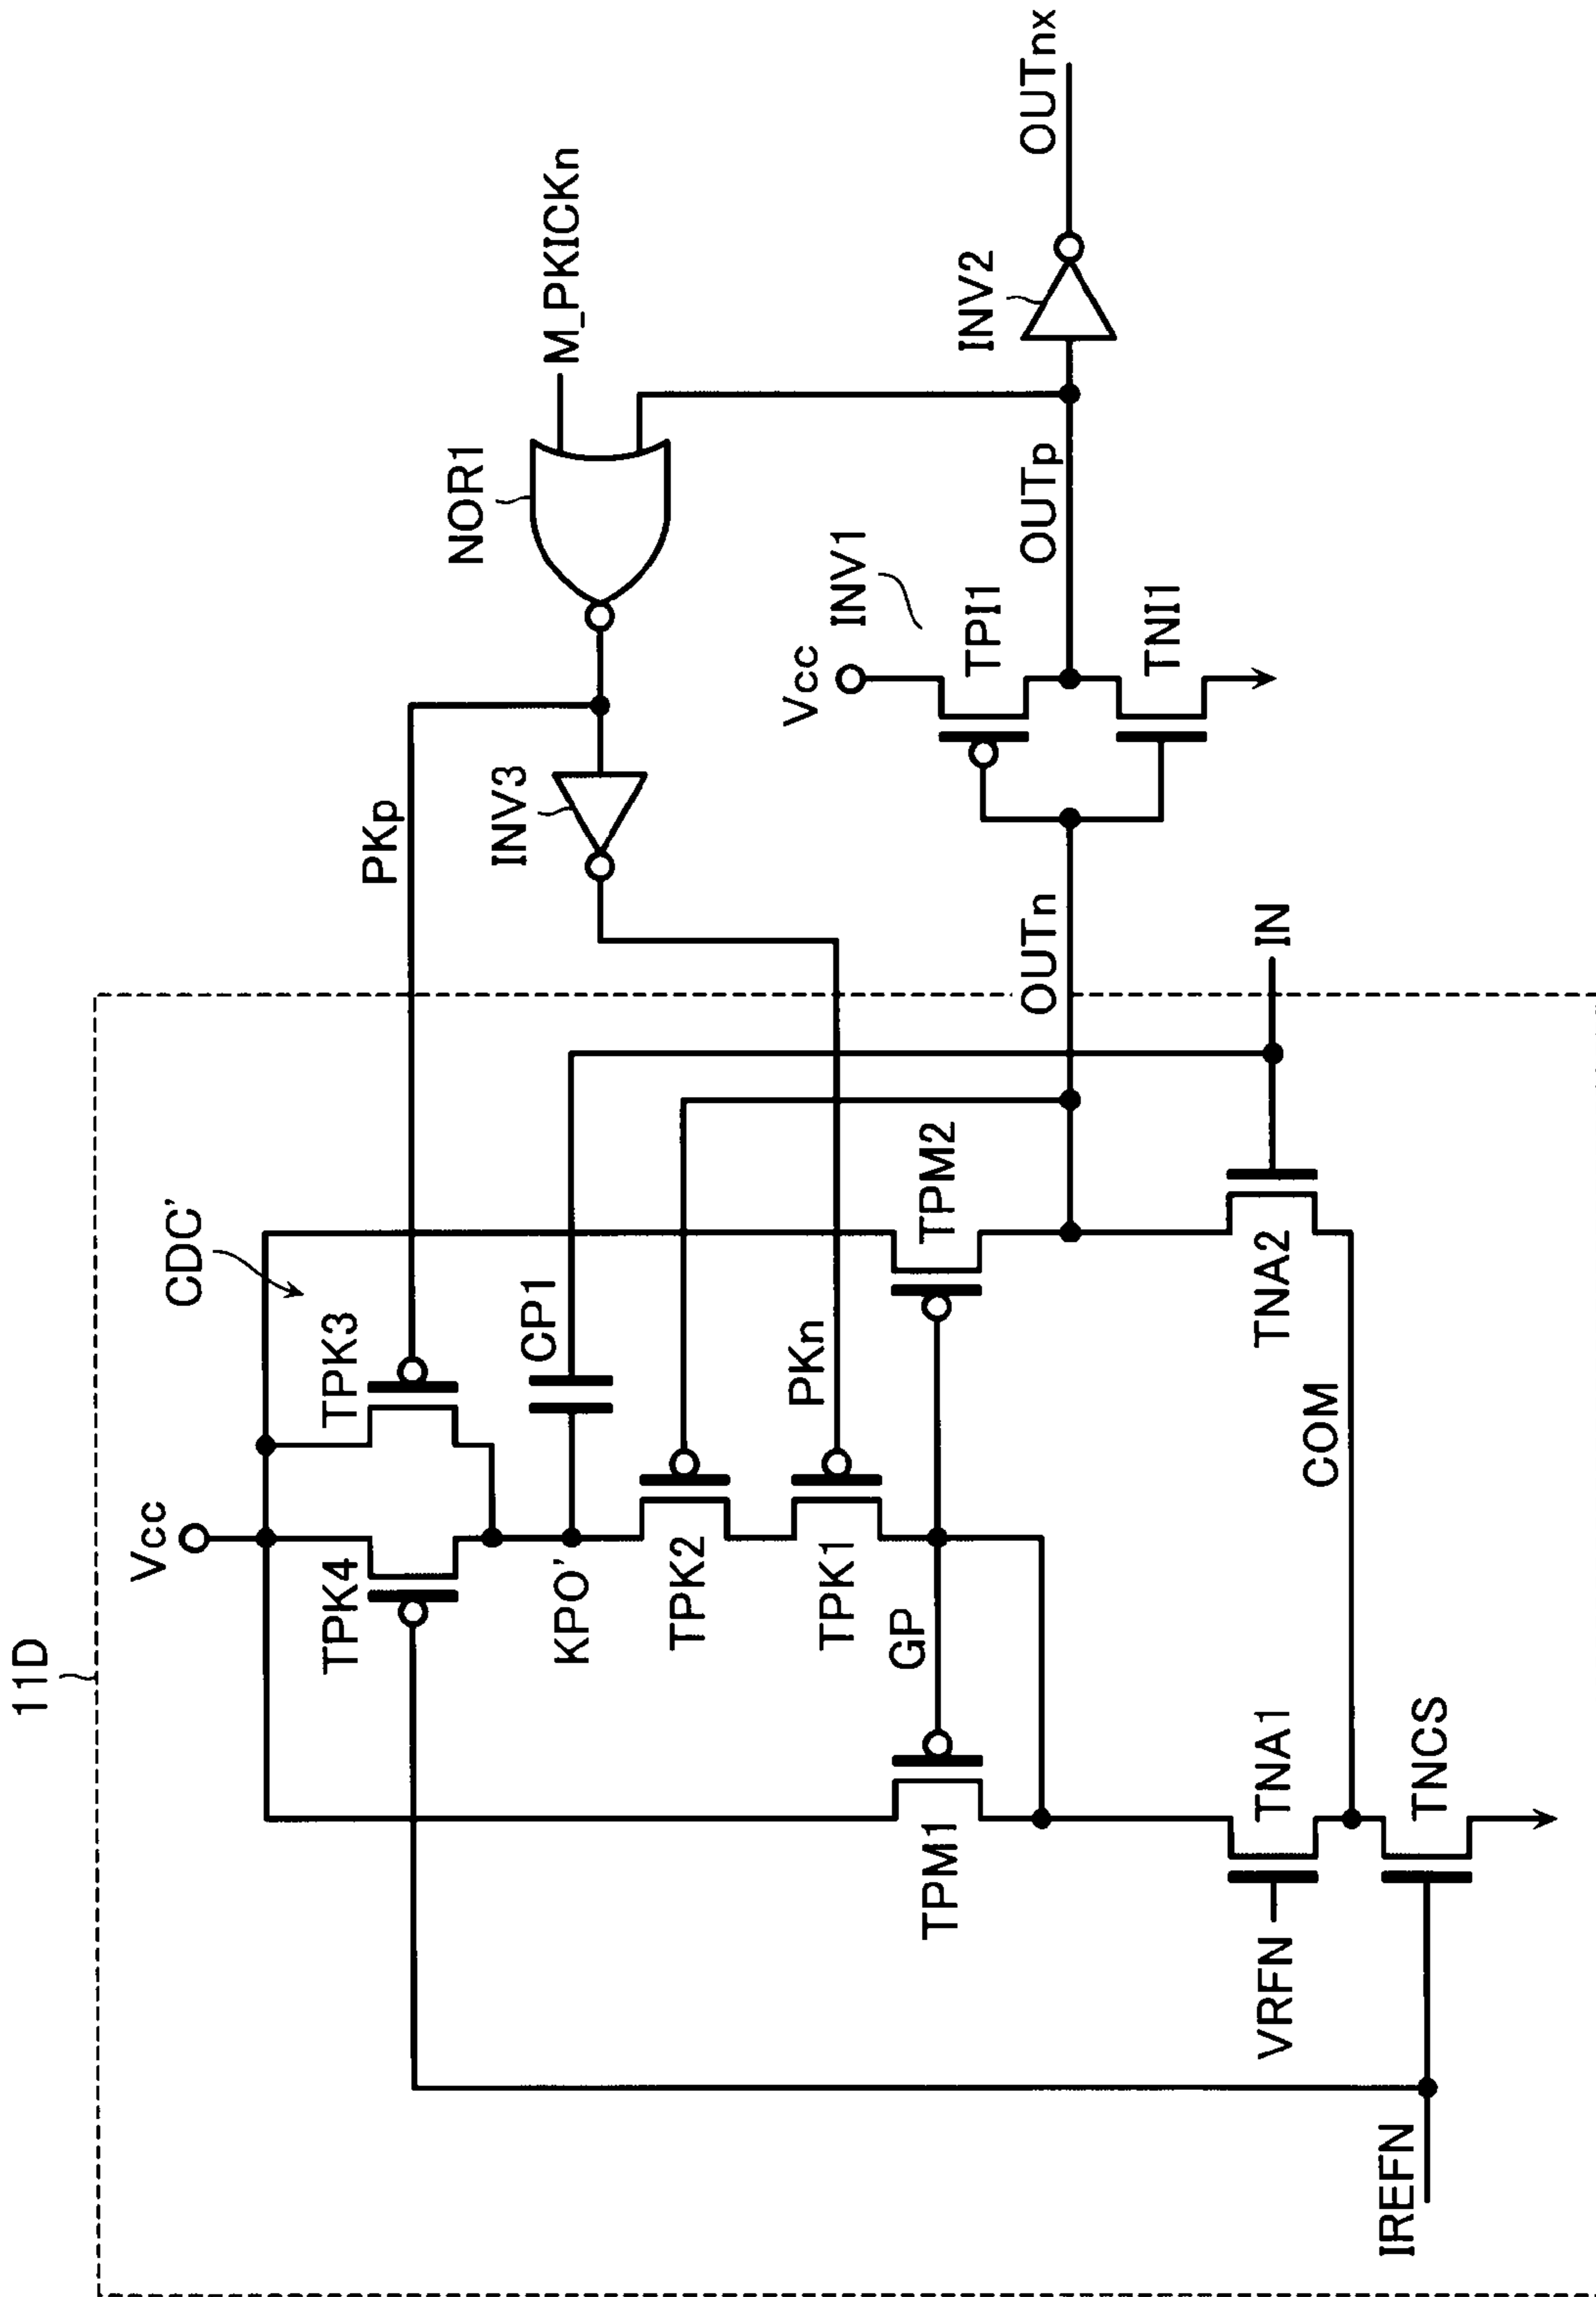 11D
Vcc
CDC'
TPK4
TPK3
PKp
NOR1
M_PKICKn
KPO'
CP1
INV3
TPK2
TPK1
PKn
GP
TPM1
TPM2
OUTn
Vcc
INV1
TPI1
TNI1
OUTp
INV2
OUTnx
VRFN
TNA1
TNA2
IN
COM
TNCS
IREFN